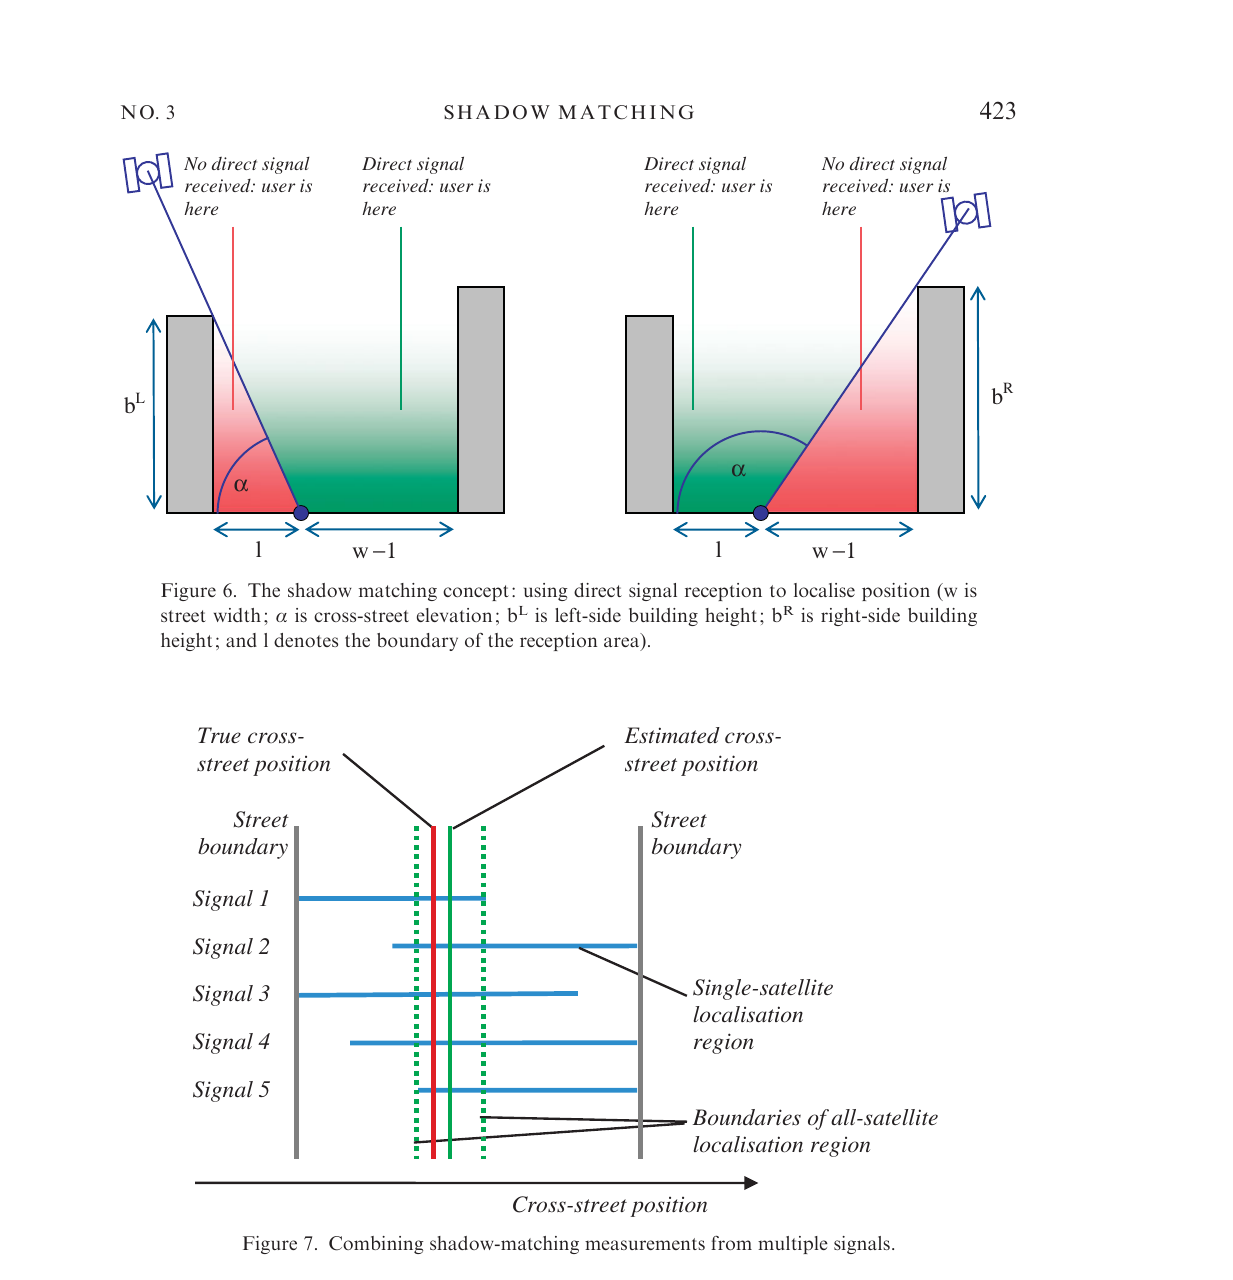 NO. 3 SHADOW MATCHING 423
No direct signal
received: user is
here
Direct signal
received: user is
here
Direct signal
received: user is
here
No direct signal
received: user is
here
b^L
α
l
w−1
b^R
α
l
w−1
Figure 6. The shadow matching concept: using direct signal reception to localise position (w is
street width; α is cross-street elevation; b^L is left-side building height; b^R is right-side building
height; and l denotes the boundary of the reception area).
True cross-
street position
Estimated cross-
street position
Street
boundary
Street
boundary
Signal 1
Signal 2
Signal 3
Signal 4
Signal 5
Single-satellite
localisation
region
Boundaries of all-satellite
localisation region
Cross-street position
Figure 7. Combining shadow-matching measurements from multiple signals.